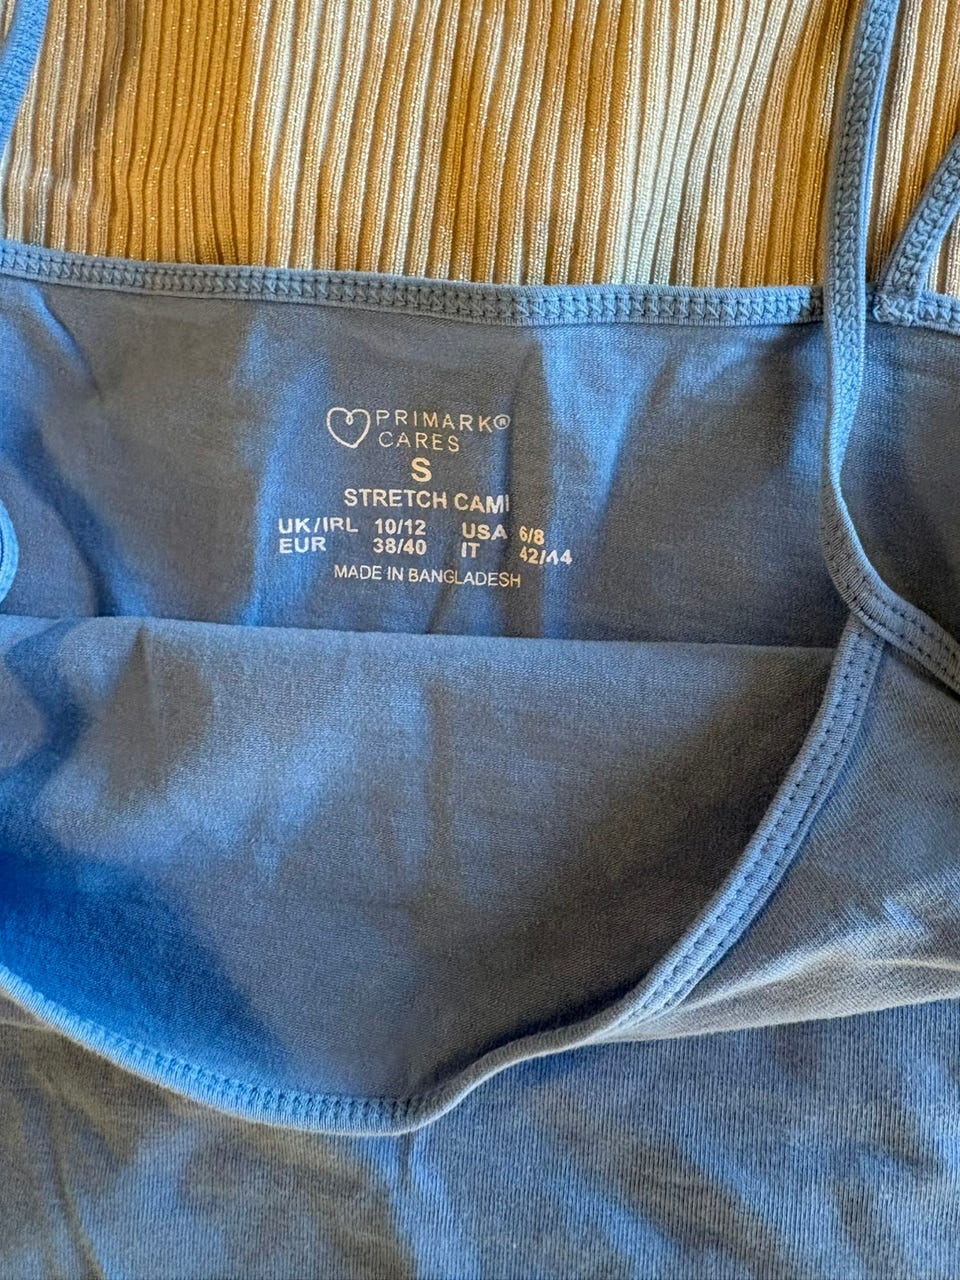 PRIMARK®
CARES
S
STRETCH CAMI
UK/IRL 10/12 USA 6/8
EUR 38/40 IT 42/44
MADE IN BANGLADESH